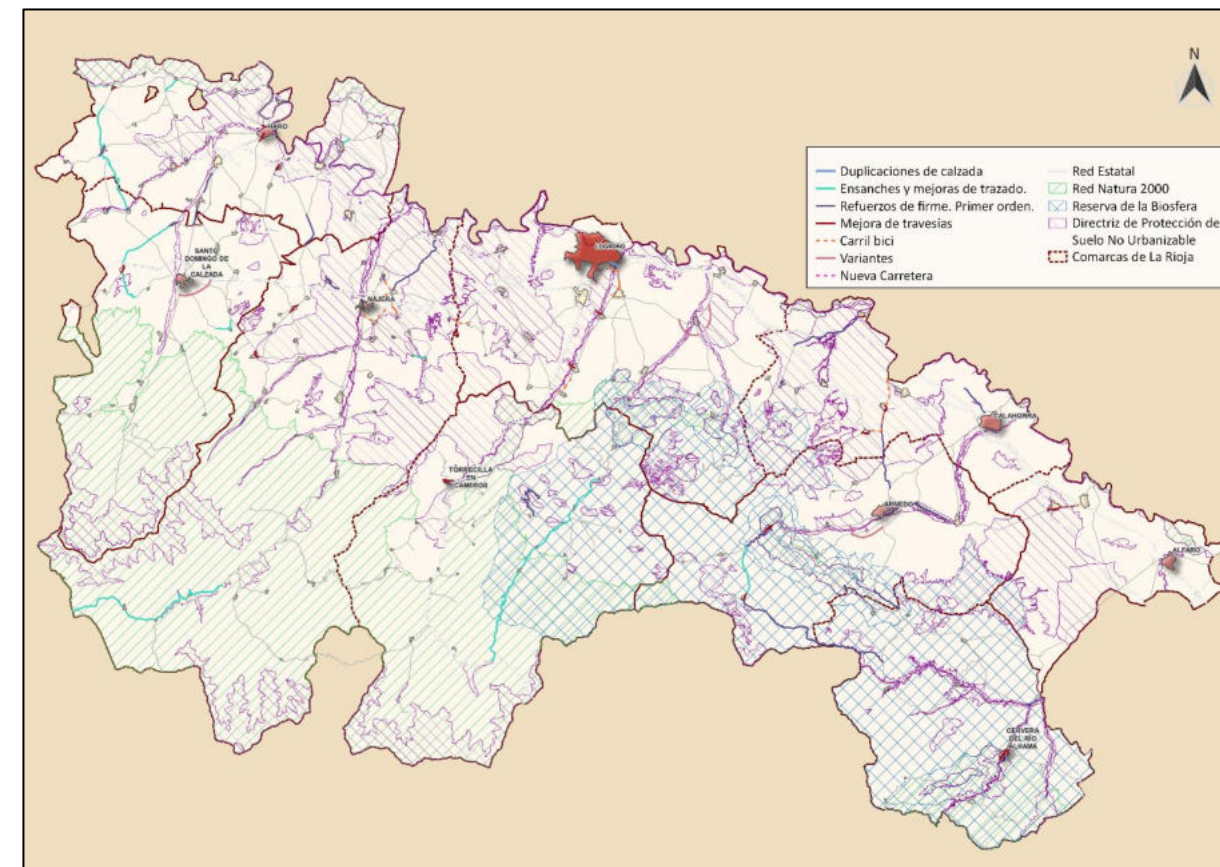 N
Duplicaciones de calzada
Ensanches y mejoras de trazado.
Refuerzos de firme. Primer orden.
Mejora de travesías
Carril bici
Variantes
Nueva Carretera
Red Estatal
Red Natura 2000
Reserva de la Biosfera
Directriz de Protección de
Suelo No Urbanizable
Comarcas de La Rioja
HARO
SANTO
DOMINGO DE
LA
CALZADA
NÁJERA
LOGROÑO
TORRECILLA
EN
CAMEROS
CALAHORRA
ARNEDO
ALFARO
CERVERA
DEL RÍO
ALHAMA